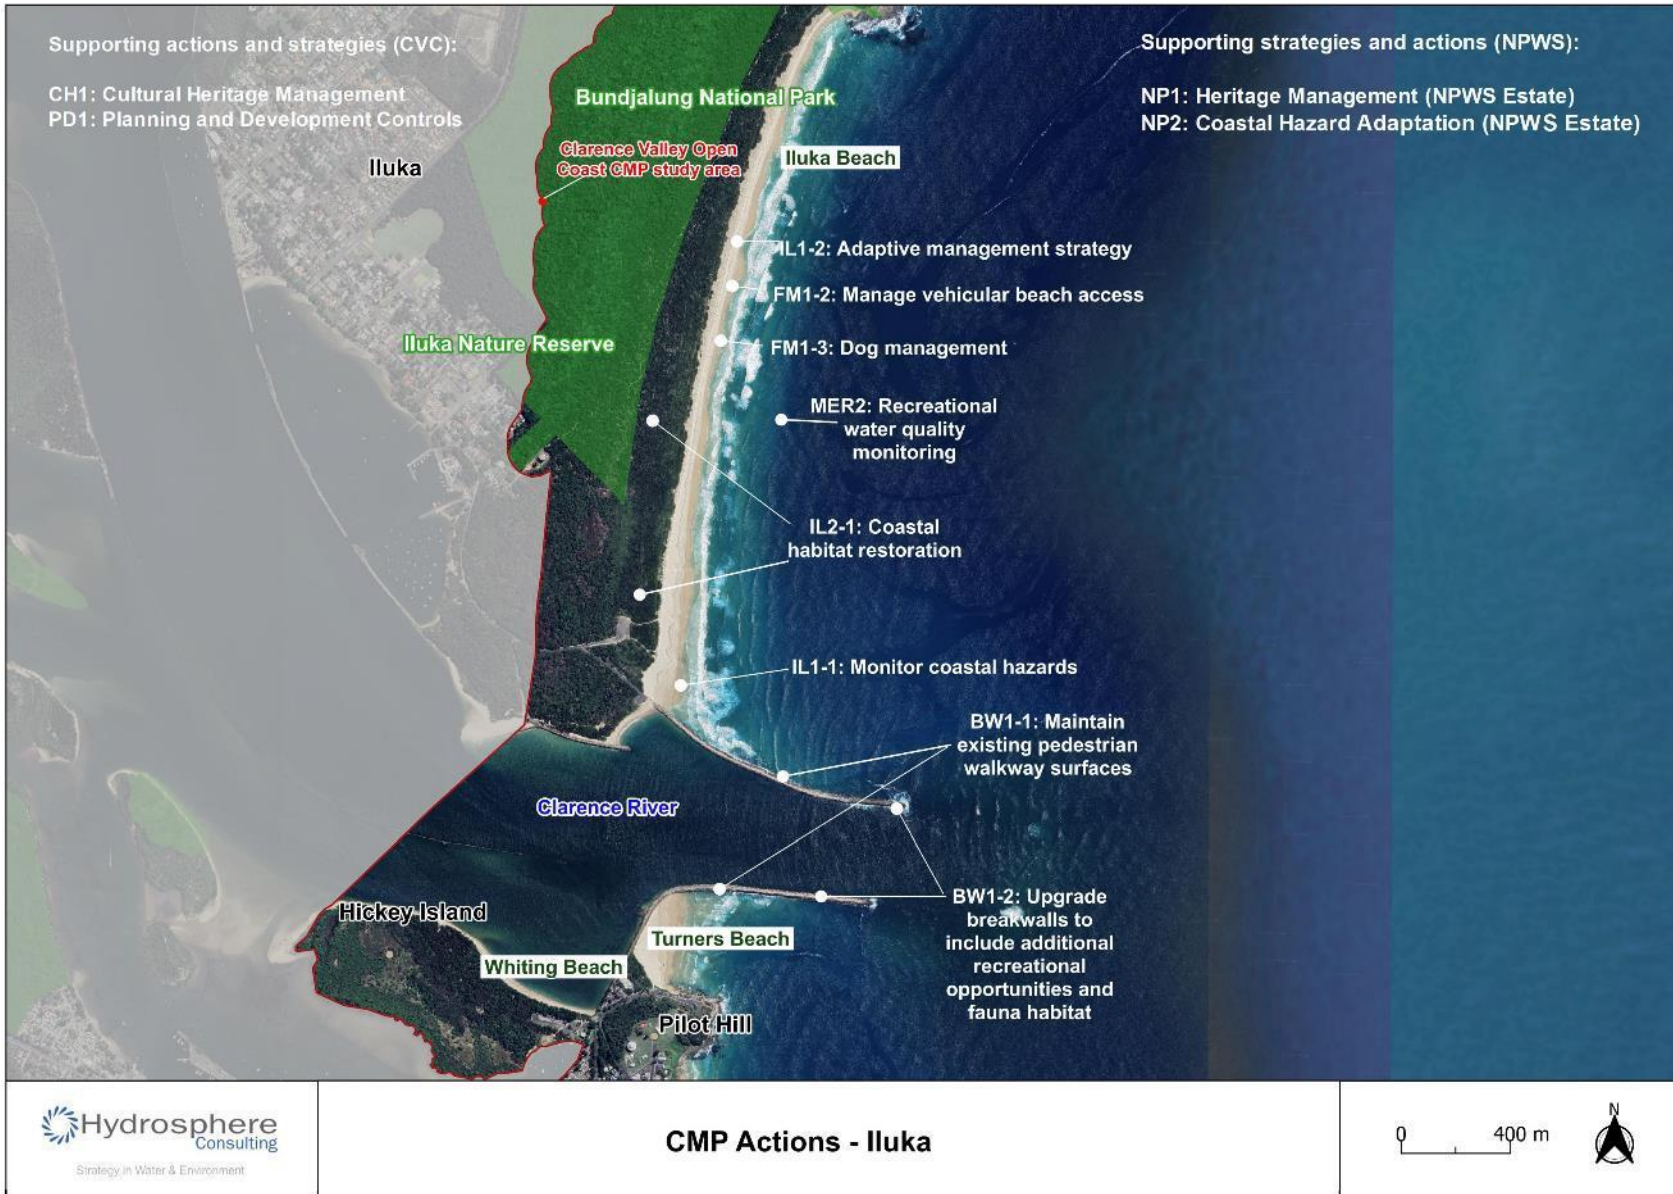 Supporting actions and strategies (CVC):
CH1: Cultural Heritage Management
PD1: Planning and Development Controls
Supporting strategies and actions (NPWS):
NP1: Heritage Management (NPWS Estate)
NP2: Coastal Hazard Adaptation (NPWS Estate)
Bundjalung National Park
Clarence Valley Open
Coast CMP study area
Iluka
Iluka Beach
IL1-2: Adaptive management strategy
FM1-2: Manage vehicular beach access
Iluka Nature Reserve
FM1-3: Dog management
MER2: Recreational
water quality
monitoring
IL2-1: Coastal
habitat restoration
IL1-1: Monitor coastal hazards
BW1-1: Maintain
existing pedestrian
walkway surfaces
Clarence River
BW1-2: Upgrade
breakwalls to
include additional
recreational
opportunities and
fauna habitat
Hickey Island
Turners Beach
Whiting Beach
Pilot Hill
Hydrosphere
Consulting
Strategy in Water & Environment
CMP Actions - Iluka
0 400 m
N